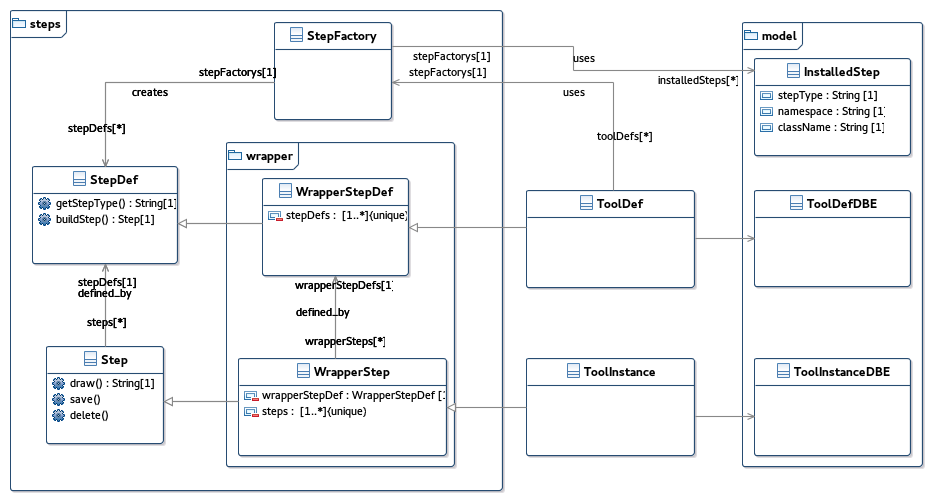 steps
StepFactory
stepFactorys[1]
uses
stepFactorys[1]
stepFactorys[1]
installedSteps[*]
creates
uses
stepDefs[*]
toolDefs[*]
model
InstalledStep
stepType : String [1]
namespace : String [1]
className : String [1]
wrapper
StepDef
getStepType() : String[1]
buildStep() : Step[1]
WrapperStepDef
stepDefs : [1..*]{unique)
ToolDef
ToolDefDBE
stepDefs[1]
defined_by
steps[*]
wrapperStepDefs[1]
defined_by
wrapperSteps[*]
Step
draw() : String[1]
save()
delete()
WrapperStep
wrapperStepDef : WrapperStepDef [1
steps : [1..*]{unique)
ToolInstance
ToolInstanceDBE